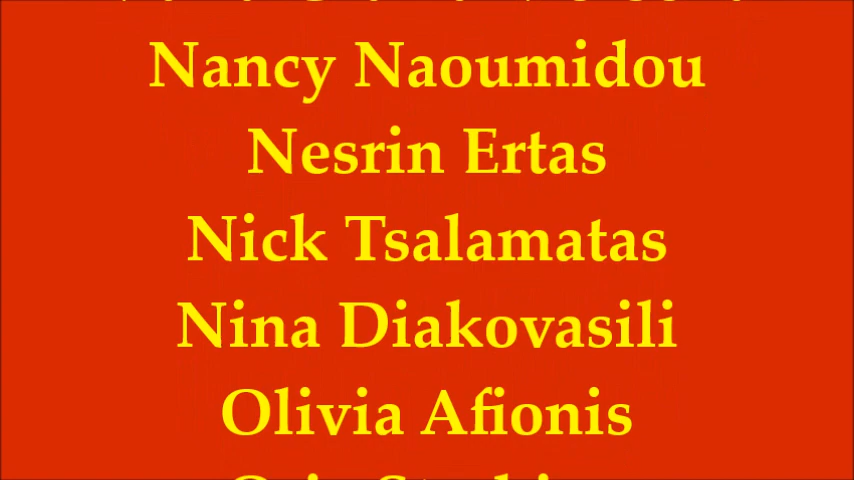 Nancy Naoumidou
Nesrin Ertas
Nick Tsalamatas
Nina Diakovasili
Olivia Afionis